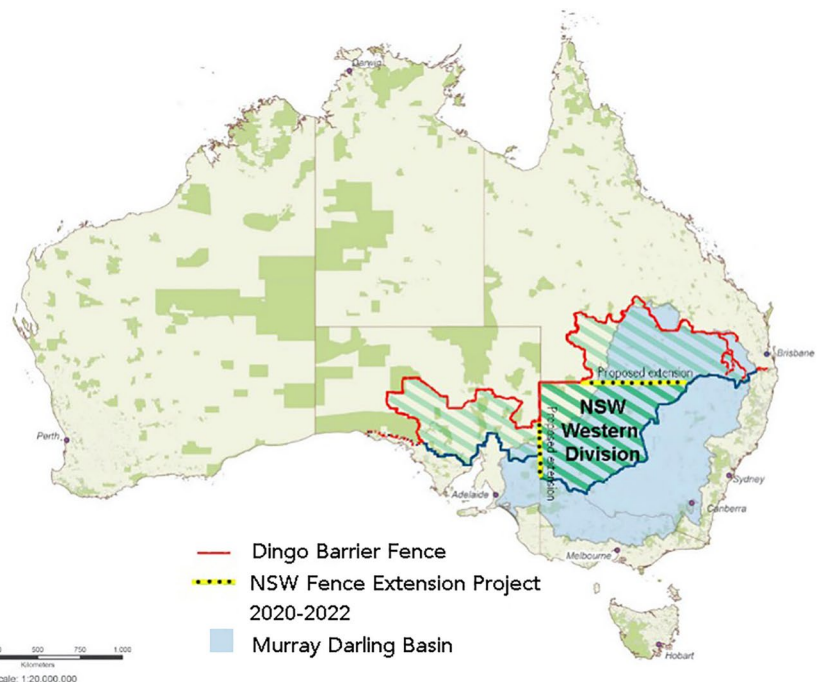 Darwin
Brisbane
Proposed extension
NSW
Western
Division
Proposed extension
Perth
Sydney
Adelaide
Canberra
Melbourne
Dingo Barrier Fence
NSW Fence Extension Project
2020-2022
Murray Darling Basin
500 750 1,000
Kilometers
cale: 1:20,000,000
Hobart